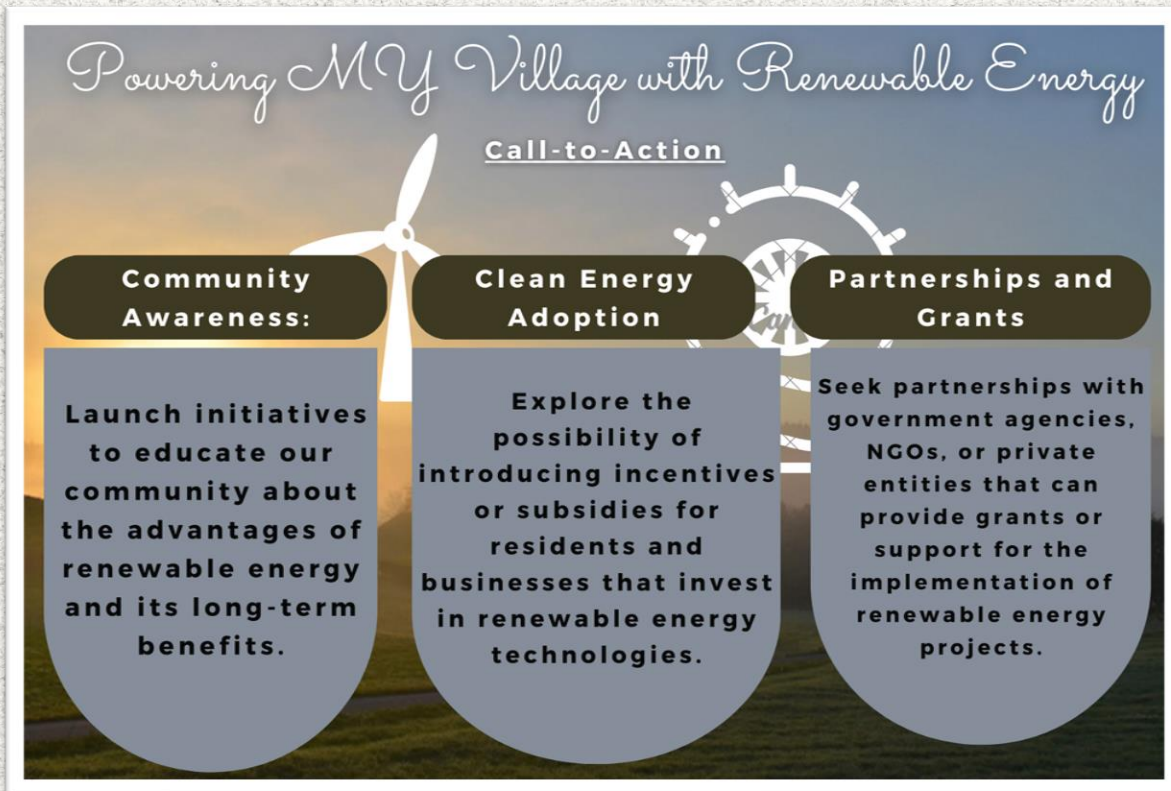 Powering MY Village with Renewable Energy
Call-to-Action
Community
Awareness:
Launch initiatives
to educate our
community about
the advantages of
renewable energy
and its long-term
benefits.
Clean Energy
Adoption
Explore the
possibility of
introducing incentives
or subsidies for
residents and
businesses that invest
in renewable energy
technologies.
Partnerships and
Grants
Seek partnerships with
government agencies,
NGOs, or private
entities that can
provide grants or
support for the
implementation of
renewable energy
projects.